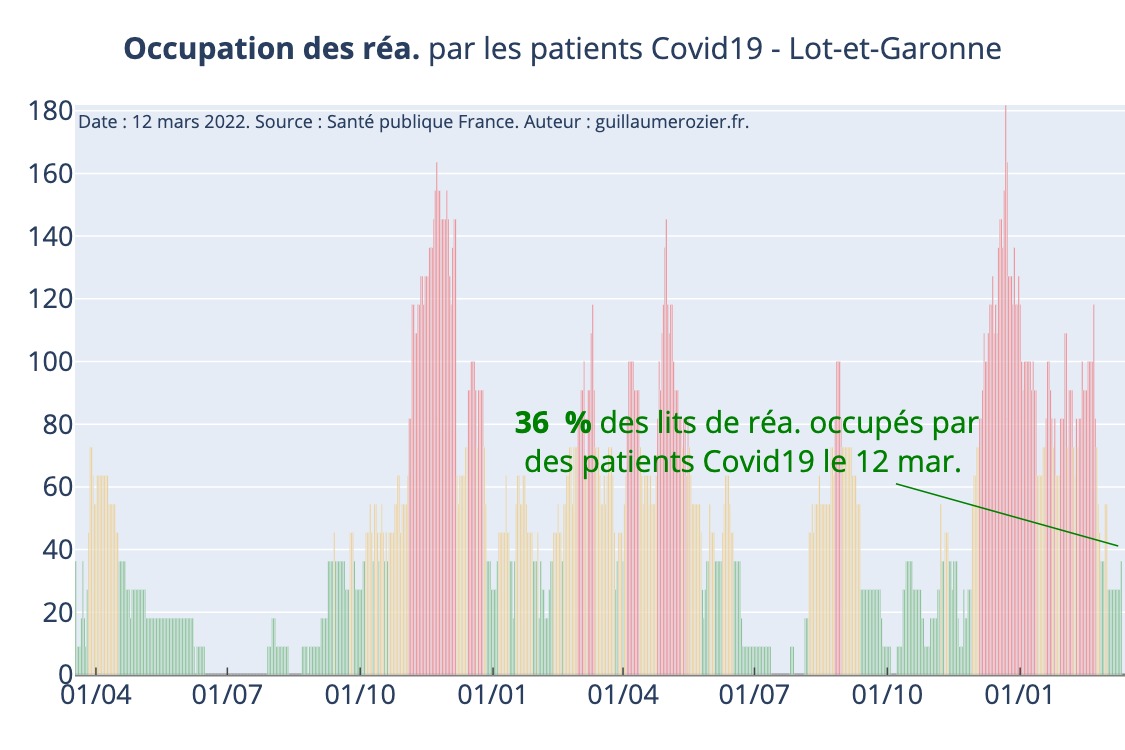 Occupation des réa. par les patients Covid19 - Lot-et-Garonne
180
Date : 12 mars 2022. Source : Santé publique France. Auteur : guillaumerozier.fr.
160
140
120
100
80
36  % des lits de réa. occupés par
des patients Covid19 le 12 mar.
60
40
20
0
01/04 01/07 01/10 01/01 01/04 01/07 01/10 01/01